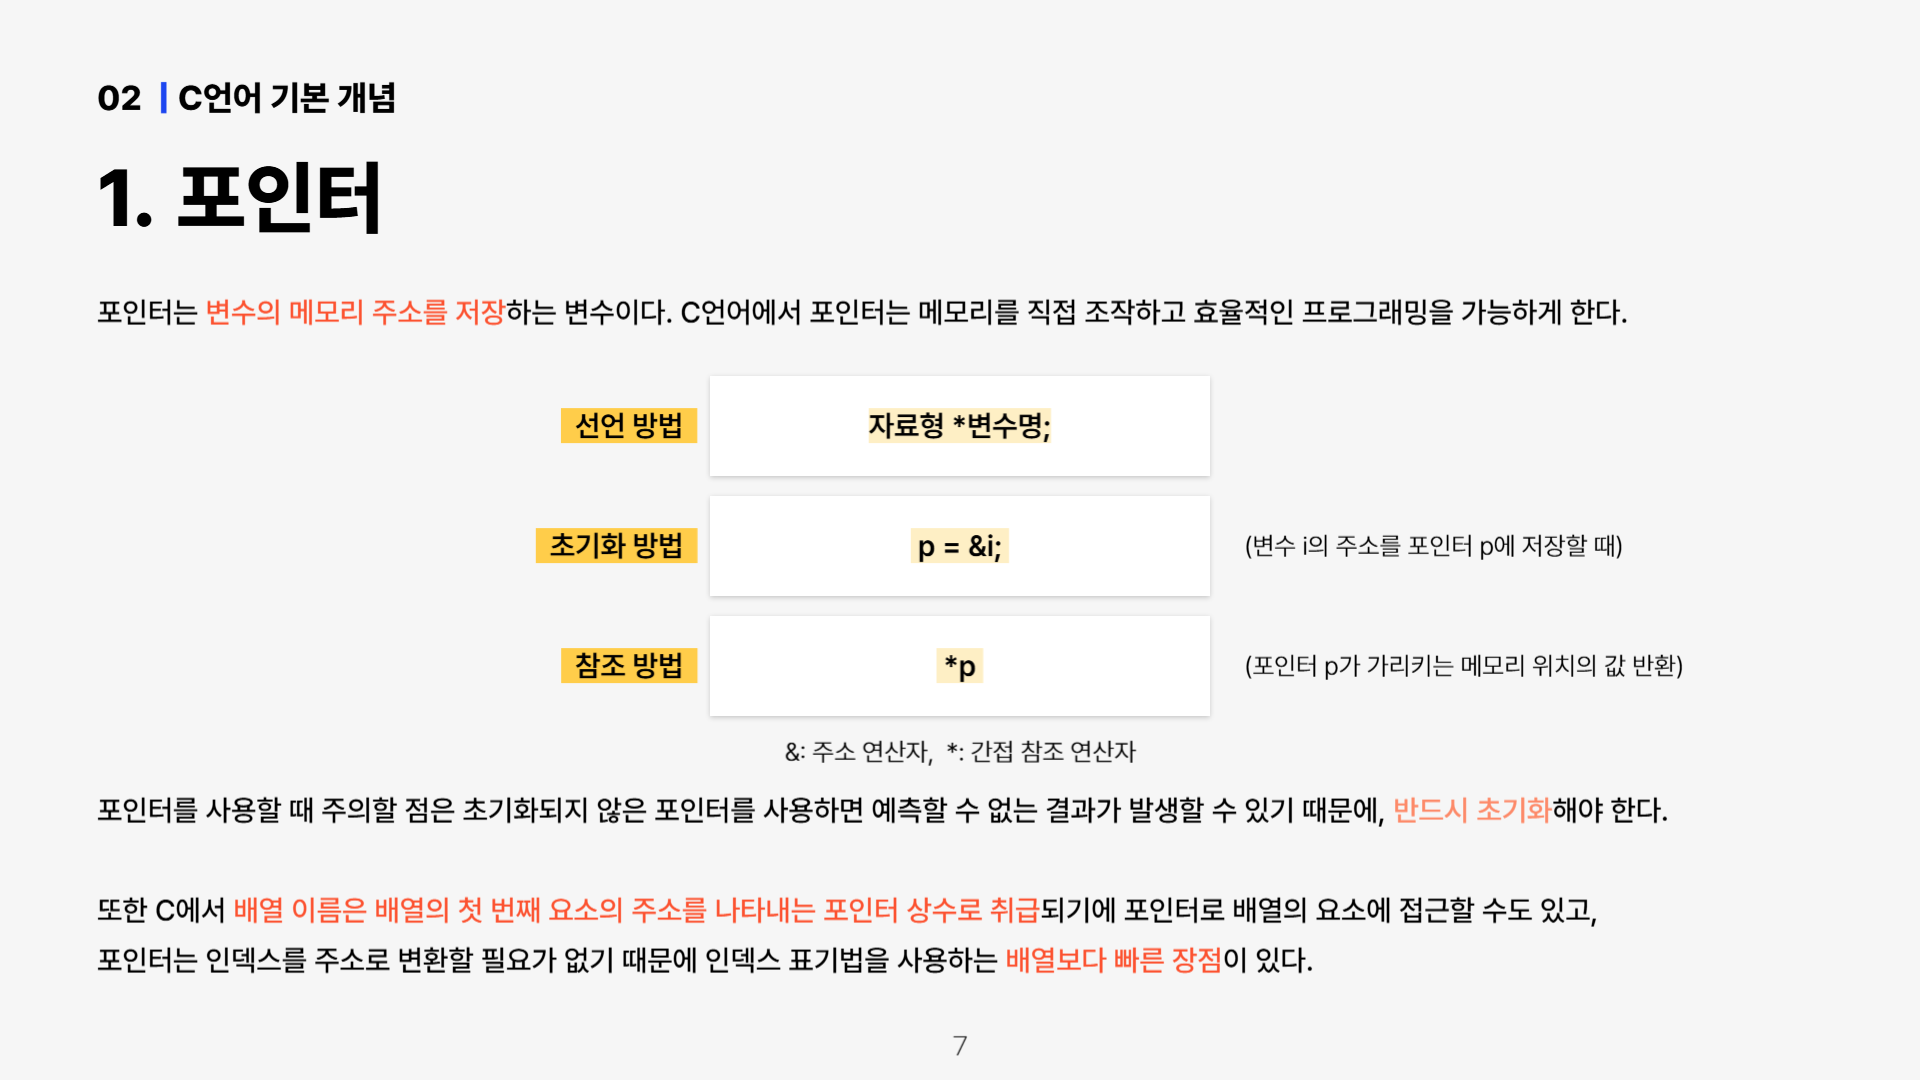 02 | C언어 기본 개념
1. 포인터
포인터는 변수의 메모리 주소를 저장하는 변수이다. C언어에서 포인터는 메모리를 직접 조작하고 효율적인 프로그래밍을 가능하게 한다.
선언 방법 자료형 *변수명;
초기화 방법 p = &i; (변수 i의 주소를 포인터 p에 저장할 때)
참조 방법 *p (포인터 p가 가리키는 메모리 위치의 값 반환)
&: 주소 연산자, *: 간접 참조 연산자
포인터를 사용할 때 주의할 점은 초기화되지 않은 포인터를 사용하면 예측할 수 없는 결과가 발생할 수 있기 때문에, 반드시 초기화해야 한다.
또한 C에서 배열 이름은 배열의 첫 번째 요소의 주소를 나타내는 포인터 상수로 취급되기에 포인터로 배열의 요소에 접근할 수도 있고,
포인터는 인덱스를 주소로 변환할 필요가 없기 때문에 인덱스 표기법을 사용하는 배열보다 빠른 장점이 있다.
7